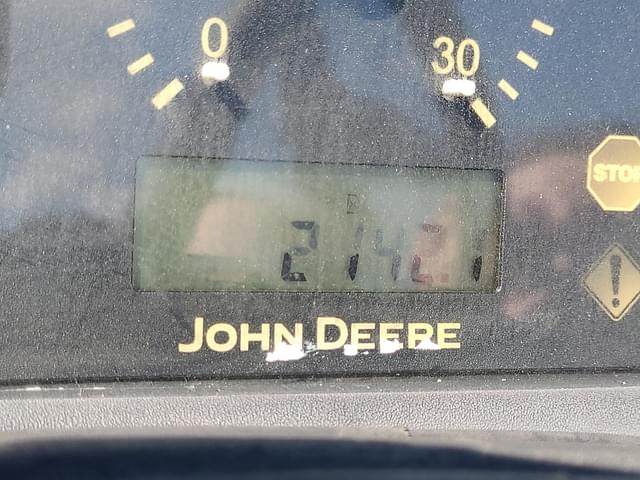 0 30
STOP
2142.1
JOHN DEERE